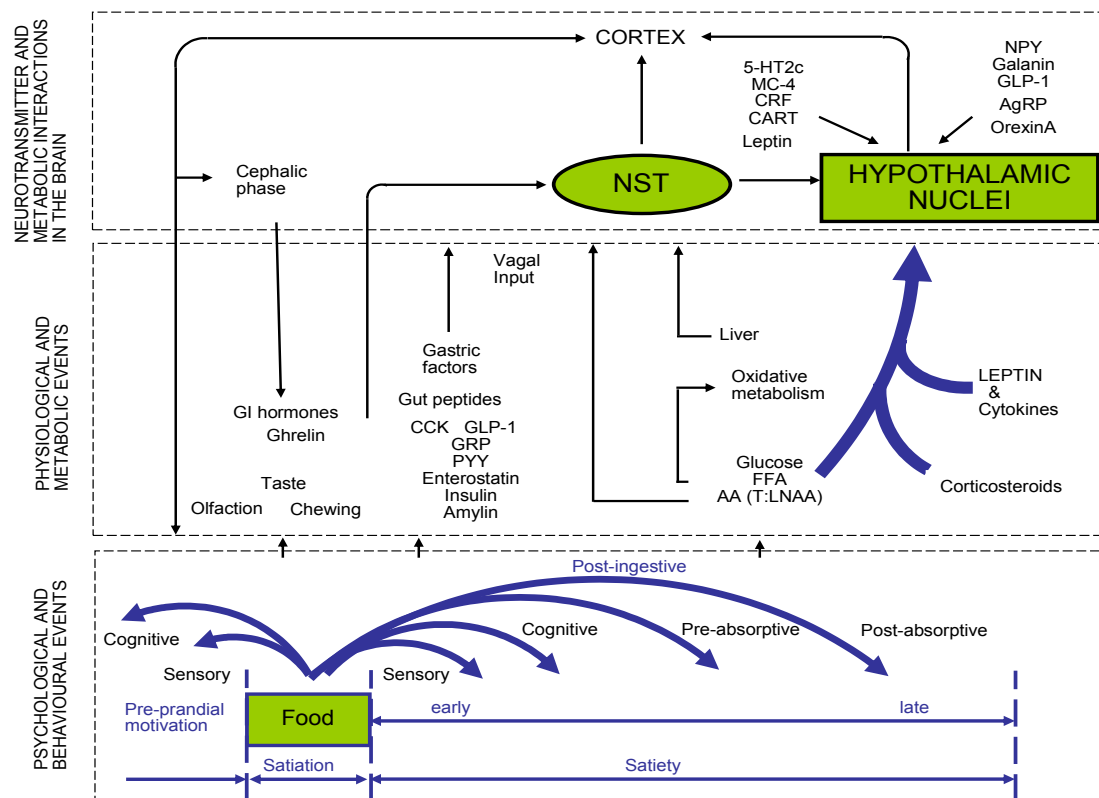 NEUROTRANSMITTER AND
METABOLIC INTERACTIONS
IN THE BRAIN
CORTEX
5-HT2c
MC-4
CRF
CART
Leptin
NPY
Galanin
GLP-1
AgRP
OrexinA
Cephalic
phase
NST
HYPOTHALAMIC
NUCLEI
PHYSIOLOGICAL AND
METABOLIC EVENTS
Vagal
Input
Gastric
factors
Liver
Oxidative
metabolism
LEPTIN
&
Cytokines
GI hormones
Ghrelin
Gut peptides
CCK GLP-1
GRP
PYY
Enterostatin
Insulin
Amylin
Glucose
FFA
AA (T:LNAA)
Corticosteroids
Taste
Olfaction
Chewing
PSYCHOLOGICAL AND
BEHAVIOURAL EVENTS
Post-ingestive
Cognitive
Cognitive
Pre-absorptive
Post-absorptive
Sensory
Sensory
Pre-prandial
motivation
Food
early
late
Satiation
Satiety